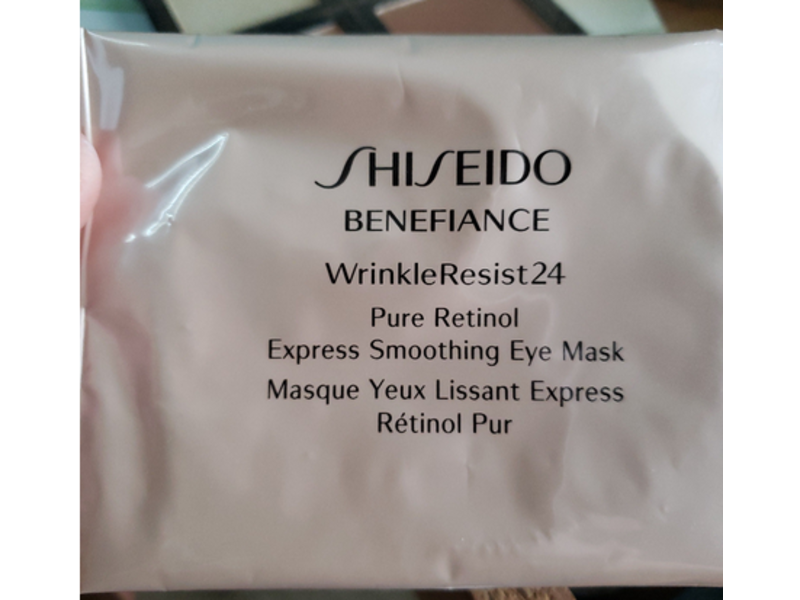 SHISEIDO
BENEFIANCE
WrinkleResist24
Pure Retinol
Express Smoothing Eye Mask
Masque Yeux Lissant Express
Rétinol Pur